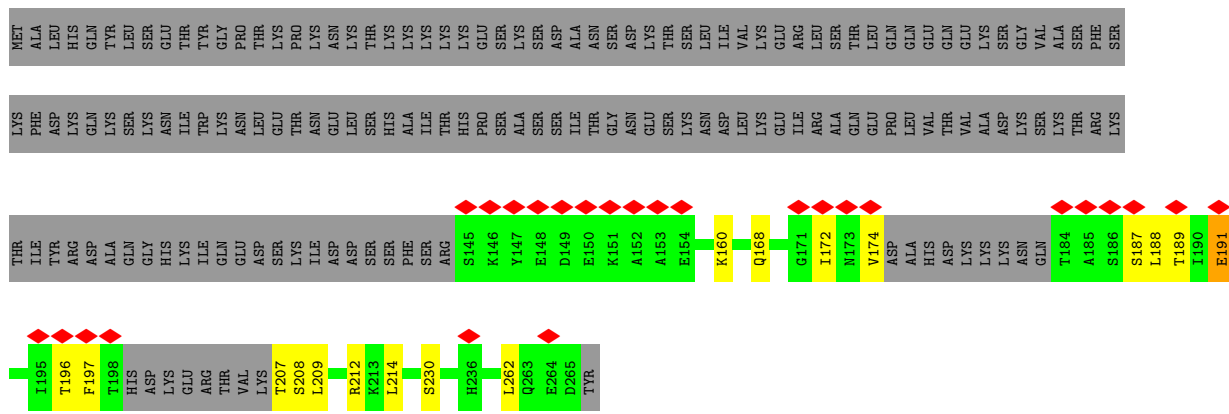 MET ALA LEU HIS GLN TYR LEU SER GLU THR TYR GLY PRO THR LYS PRO LYS ASN LYS THR LYS LYS LYS LYS LYS GLU SER LYS SER ASP ALA ASN SER ASP LYS THR SER LEU ILE VAL LYS GLU ARG LEU SER THR LEU GLN GLN GLU GLN GLU LYS SER GLY VAL ALA SER PHE SER
LYS PHE ASP LYS GLN LYS SER LYS ASN ILE TRP LYS ASN LEU GLU THR ASN GLU LEU SER HIS ALA ILE THR HIS PRO SER ALA SER SER ILE THR GLY ASN GLU SER LYS ASN ASP LEU LYS GLU ILE ARG ALA GLN GLU PRO LEU VAL THR VAL ALA ASP LYS SER LYS THR ARG LYS
THR ILE TYR ARG ASP ALA GLN GLY HIS LYS ILE GLN GLU ASP SER LYS ILE ASP ASP SER SER PHE SER ARG S145 K146 Y147 E148 D149 E150 K151 A152 A153 E154 K160 Q168 G171 I172 N173 V174 ASP ALA HIS ASP LYS LYS LYS ASN GLN T184 A185 S186 S187 L188 T189 I190 E191
I195 T196 F197 T198 HIS ASP LYS GLU ARG THR VAL LYS T207 S208 L209 R212 K213 L214 S230 H236 L262 Q263 E264 D265 TYR